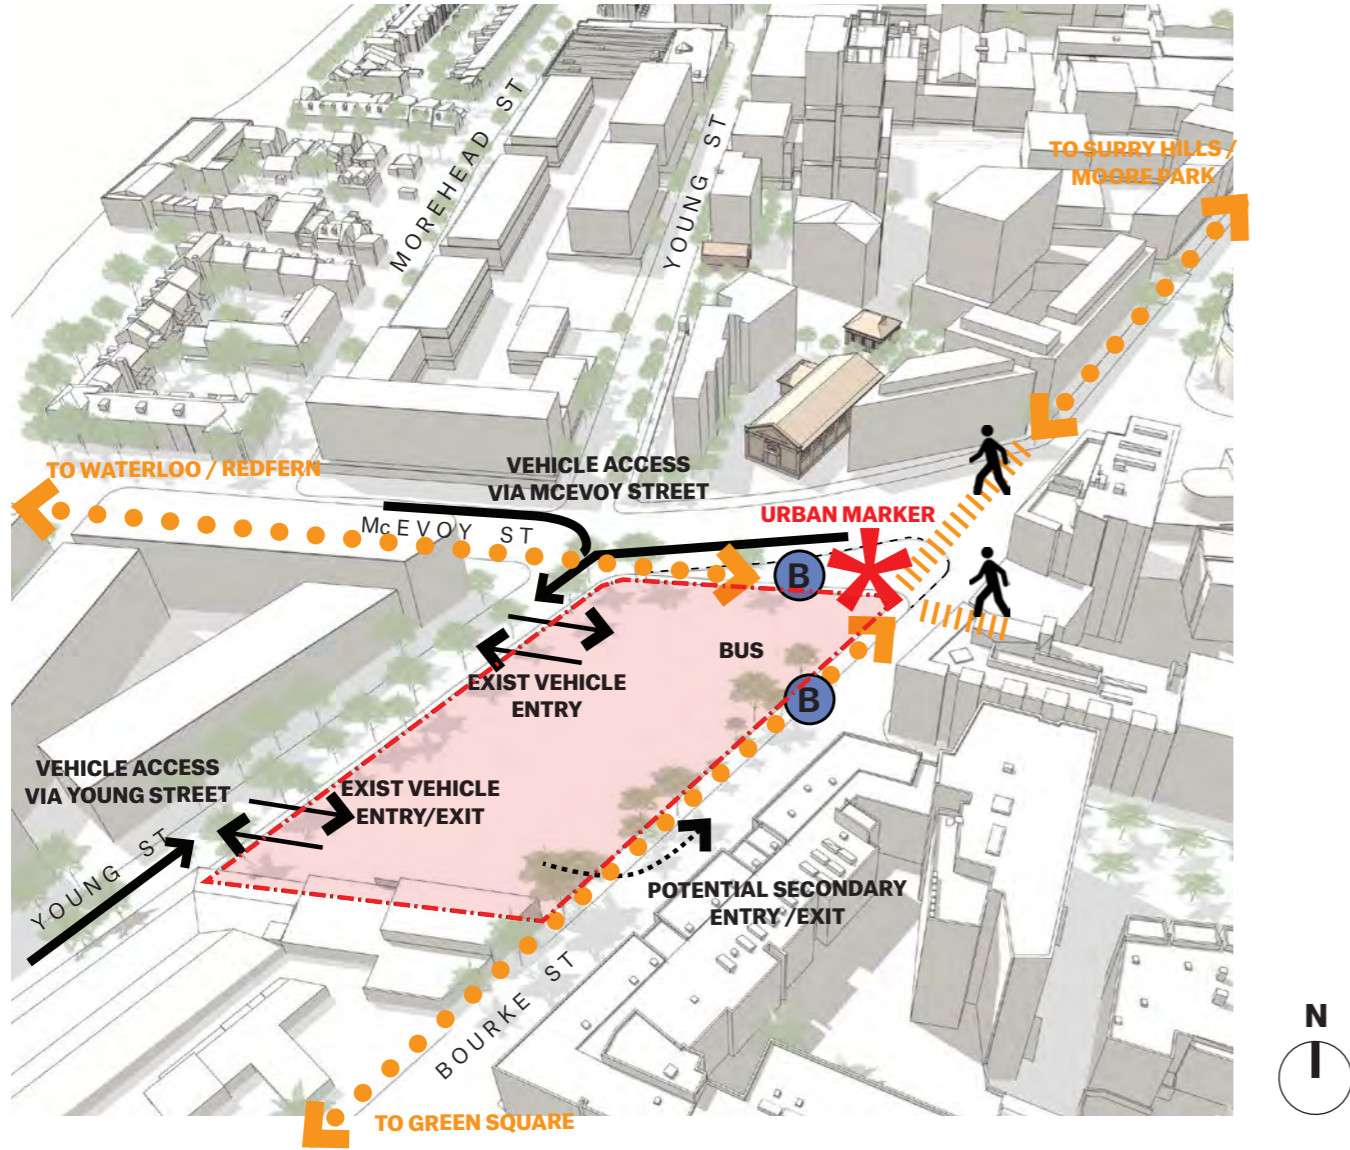 MOREHEAD ST
YOUNG ST
TO SURRY HILLS /
MOORE PARK
TO WATERLOO / REDFERN
VEHICLE ACCESS
VIA MCEVOY STREET
McEVOY ST
URBAN MARKER
B
BUS
B
EXIST VEHICLE
ENTRY
VEHICLE ACCESS
VIA YOUNG STREET
EXIST VEHICLE
ENTRY/EXIT
YOUNG ST
POTENTIAL SECONDARY
ENTRY /EXIT
BOURKE ST
TO GREEN SQUARE
N